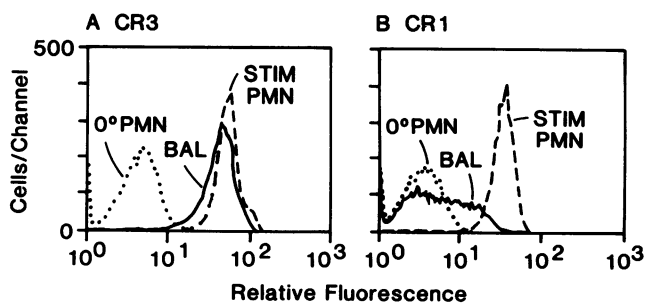 A CR3
B CR1
500
0
Cells/Channel
0°PMN
BAL
STIM
PMN
0°PMN
BAL
STIM
PMN
10⁰ 10¹ 10² 10³
10⁰ 10¹ 10² 10³
Relative Fluorescence